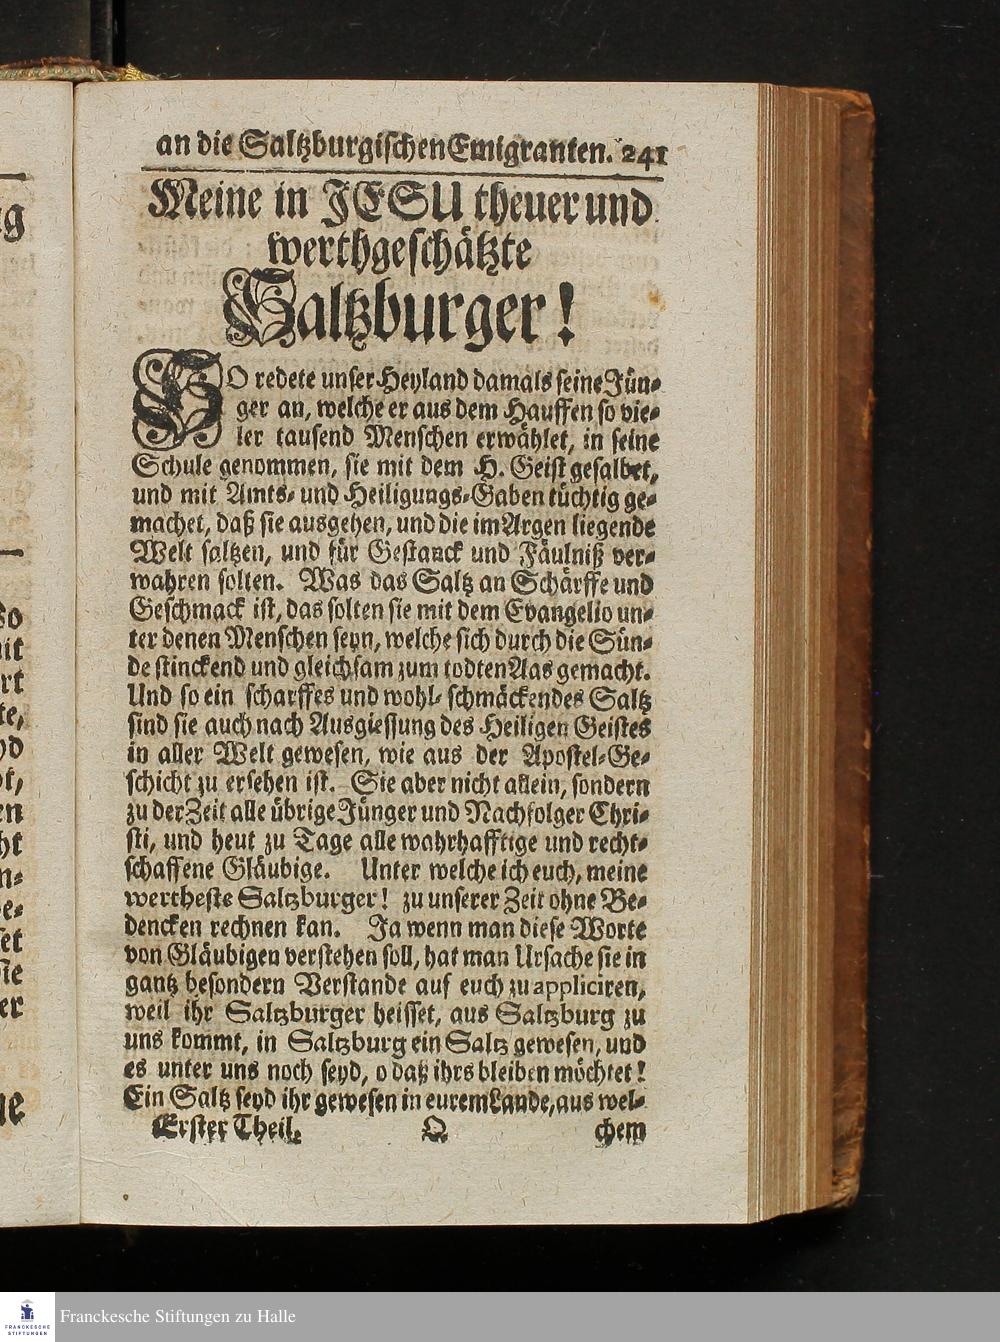 an die Saltzburgischen Emigranten. 241
Meine in JESU theuer und
werthgeschätzte
Saltzburger!
SO redete unser Heyland damals seine Jün-
ger an, welche er aus dem Hauffen so vie-
ler tausend Menschen erwählet, in seine
Schule genommen, sie mit dem H. Geist gesalbet,
und mit Amts- und Heiligungs-Gaben tüchtig ge-
machet, daß sie ausgehen, und die im Argen liegende
Welt saltzen, und für Gestanck und Fäulniß ver-
wahren solten. Was das Saltz an Schärffe und
Geschmack ist, das solten sie mit dem Evangelio un-
ter denen Menschen seyn, welche sich durch die Sün-
de stinckend und gleichsam zum todten Aas gemacht.
Und so ein scharffes und wohl-schmäckendes Saltz
sind sie auch nach Ausgiessung des Heiligen Geistes
in aller Welt gewesen, wie aus der Apostel-Ge-
schicht zu ersehen ist. Sie aber nicht allein, sondern
zu der Zeit alle übrige Jünger und Nachfolger Chri-
sti, und heut zu Tage alle wahrhafftige und recht-
schaffene Gläubige. Unter welche ich euch, meine
wertheste Saltzburger! zu unserer Zeit ohne Be-
dencken rechnen kan. Ja wenn man diese Worte
von Gläubigen verstehen soll, hat man Ursache sie in
gantz besondern Verstande auf euch zu appliciren,
weil ihr Saltzburger heisset, aus Saltzburg zu
uns kommt, in Saltzburg ein Saltz gewesen, und
es unter uns noch seyd, o daß ihrs bleiben möchtet!
Ein Saltz seyd ihr gewesen in eurem Lande, aus wel-
Erster Theil. Q chem
FRANCKESCHE
STIFTUNGEN
Franckesche Stiftungen zu Halle